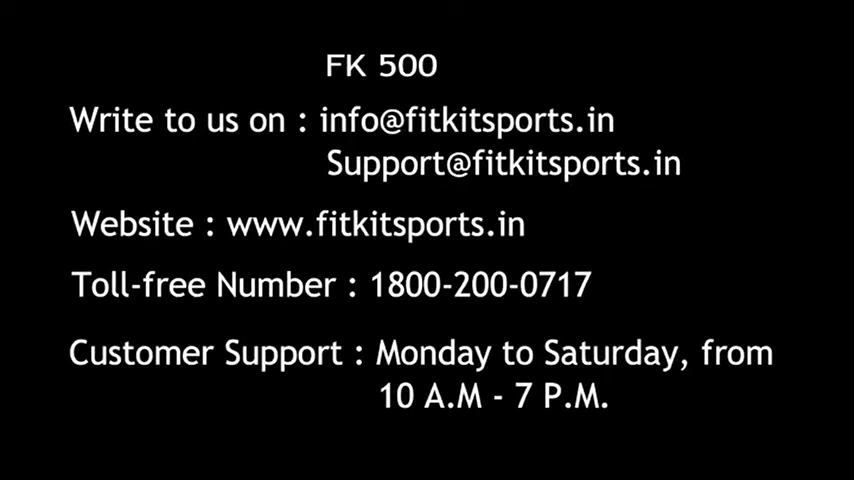 FK 500
Write to us on : info@fitkitsports.in
Support@fitkitsports.in
Website : www.fitkitsports.in
Toll-free Number : 1800-200-0717
Customer Support : Monday to Saturday, from
10 A.M - 7 P.M.